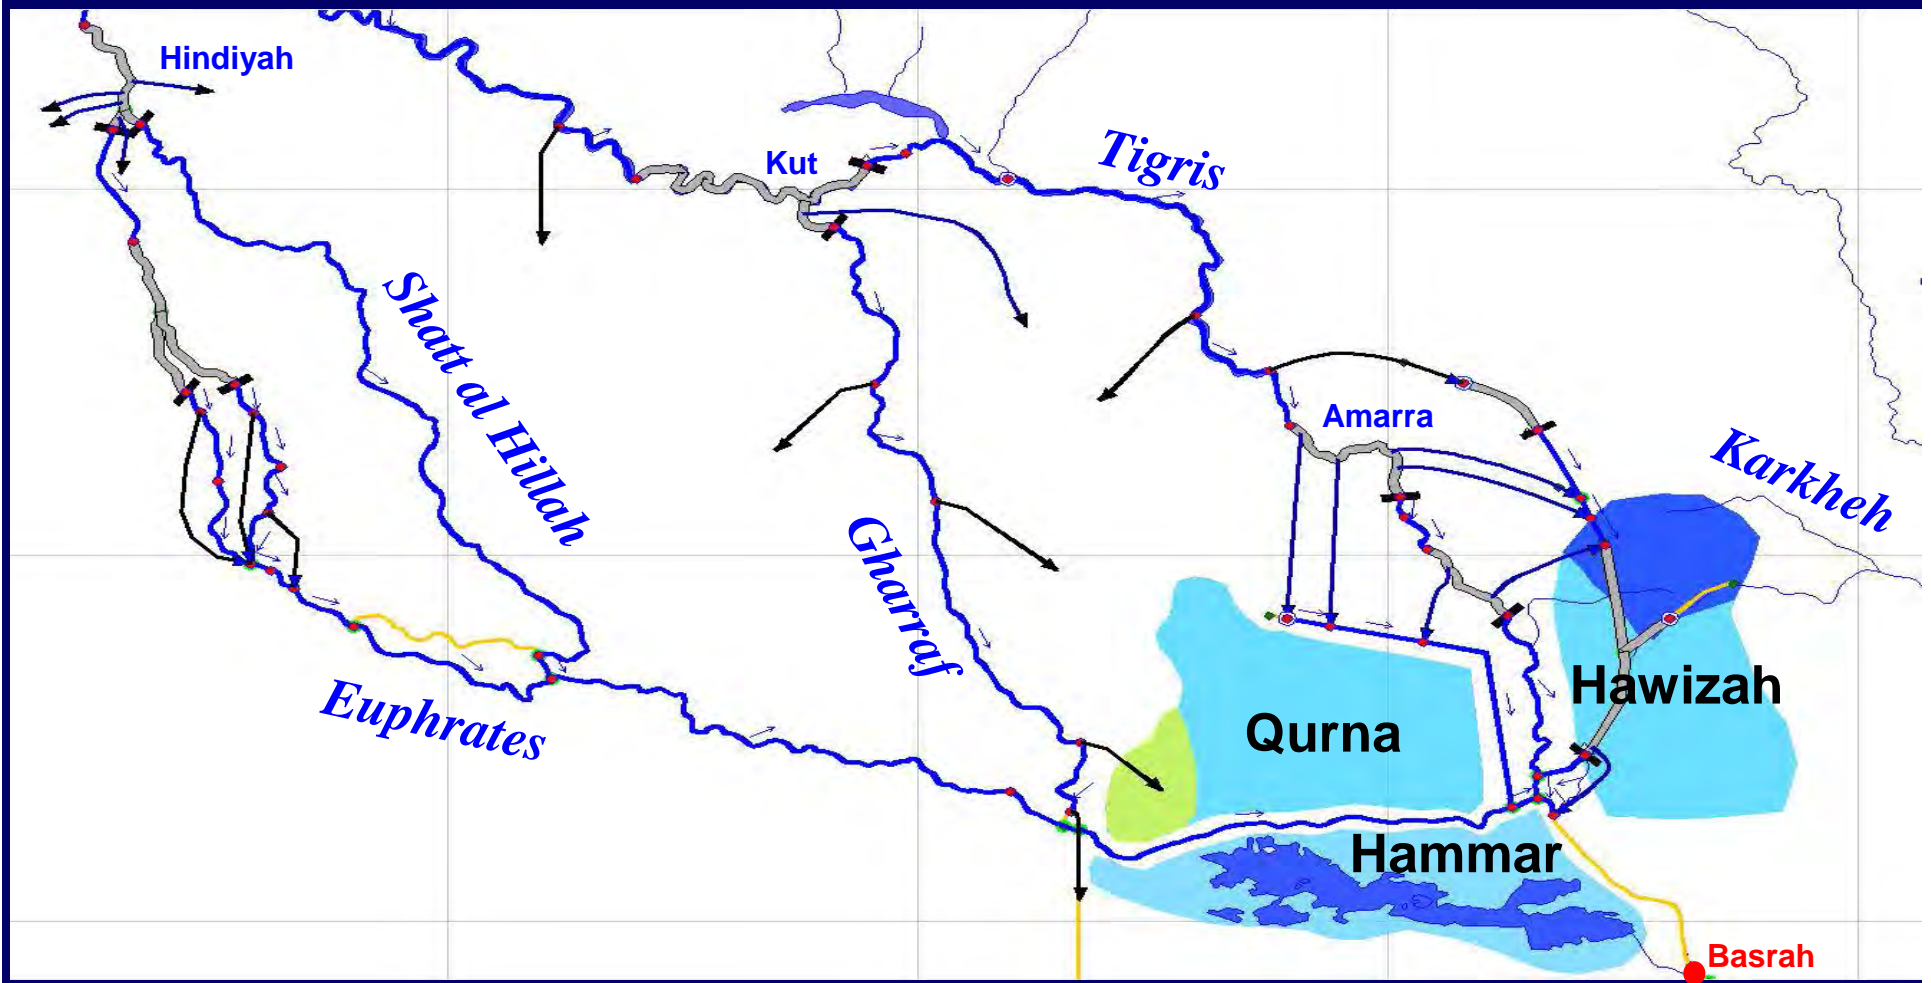 Hindiyah
Kut
Tigris
Shatt al Hillah
Amarra
Karkheh
Gharraf
Euphrates
Hawizah
Qurna
Hammar
Basrah